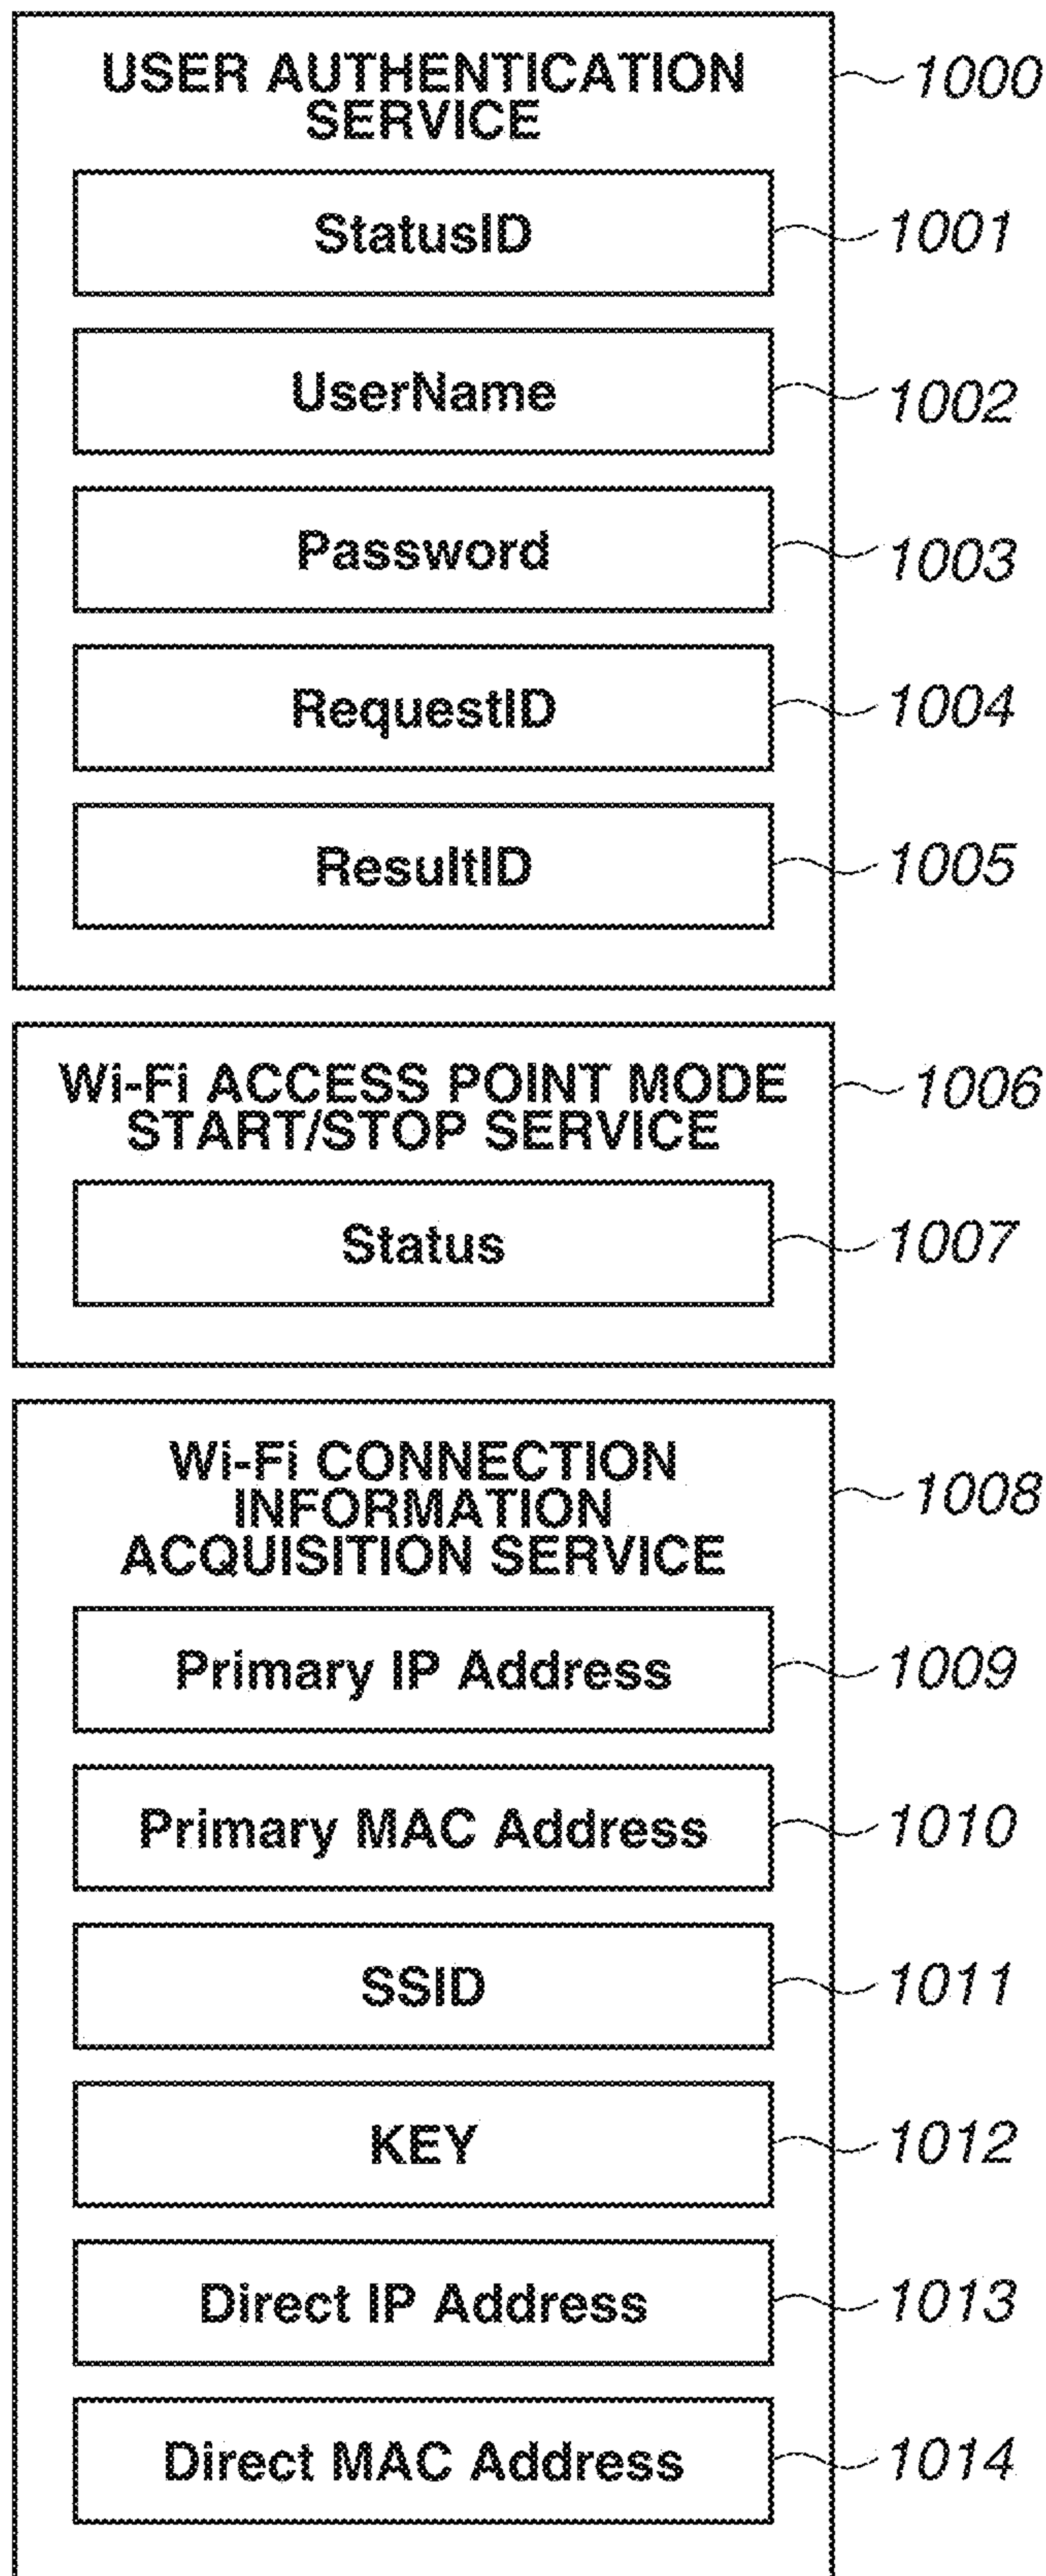 USER AUTHENTICATION
SERVICE
1000
StatusID
1001
UserName
1002
Password
1003
RequestID
1004
ResultID
1005
Wi-Fi ACCESS POINT MODE
START/STOP SERVICE
1006
Status
1007
Wi-Fi CONNECTION
INFORMATION
ACQUISITION SERVICE
1008
Primary IP Address
1009
Primary MAC Address
1010
SSID
1011
KEY
1012
Direct IP Address
1013
Direct MAC Address
1014